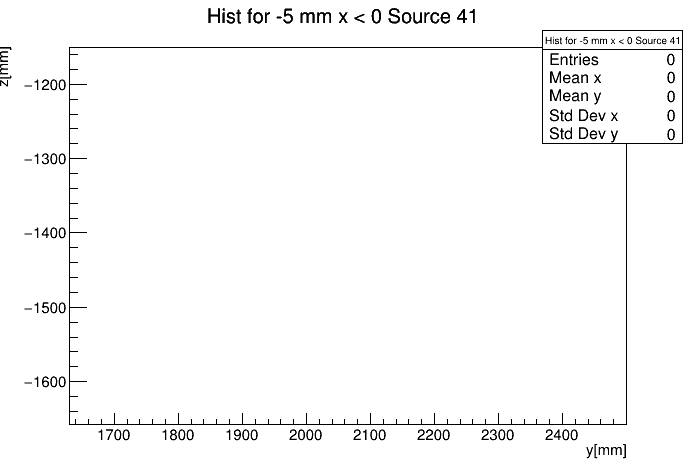 Hist for -5 mm x < 0 Source 41
z[mm]
Hist for -5 mm x < 0 Source 41
Entries 0
Mean x 0
Mean y 0
Std Dev x 0
Std Dev y 0
−1200
−1300
−1400
−1500
−1600
1700 1800 1900 2000 2100 2200 2300 2400
y[mm]